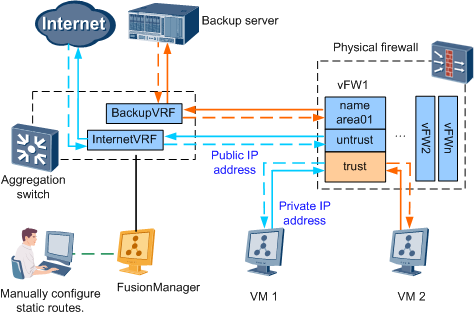 Internet
Backup server
Physical firewall
vFW1
name
area01
untrust
trust
...
vFW2
vFWn
BackupVRF
InternetVRF
Public IP
address
Aggregation
switch
Private IP
address
Manually configure
static routes.
FusionManager
VM 1
VM 2